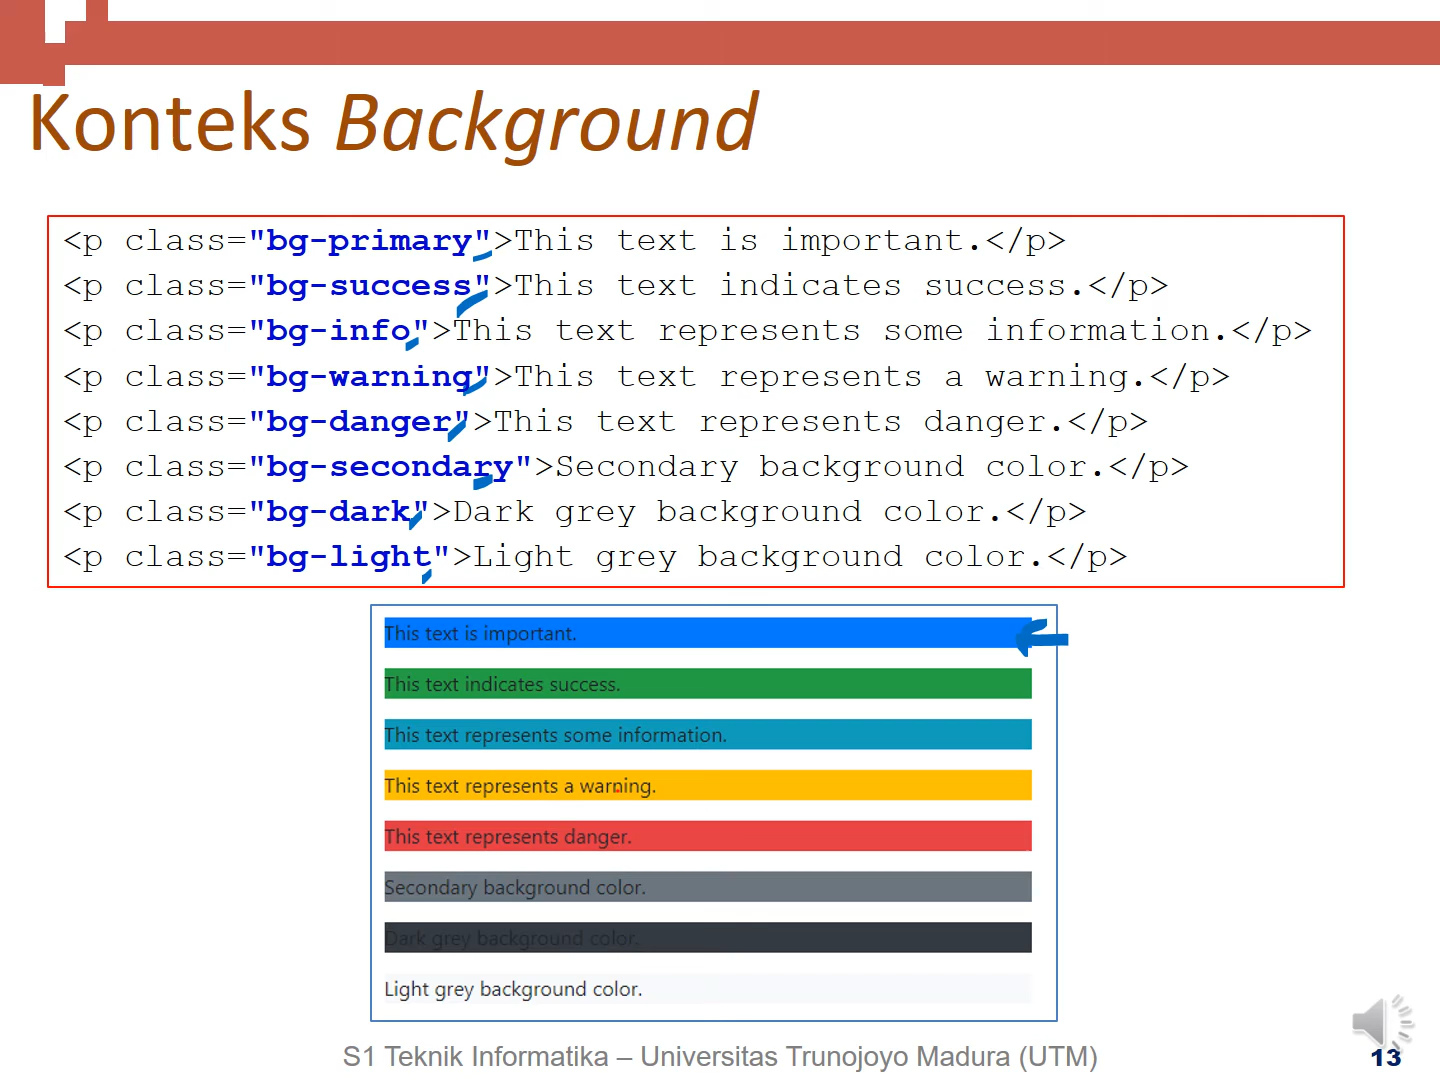 Konteks Background
<p class="bg-primary">This text is important.</p>
<p class="bg-success">This text indicates success.</p>
<p class="bg-info">This text represents some information.</p>
<p class="bg-warning">This text represents a warning.</p>
<p class="bg-danger">This text represents danger.</p>
<p class="bg-secondary">Secondary background color.</p>
<p class="bg-dark">Dark grey background color.</p>
<p class="bg-light">Light grey background color.</p>
This text is important.
This text indicates success.
This text represents some information.
This text represents a warning.
This text represents danger.
Secondary background color.
Dark grey background color.
Light grey background color.
S1 Teknik Informatika – Universitas Trunojoyo Madura (UTM)
13